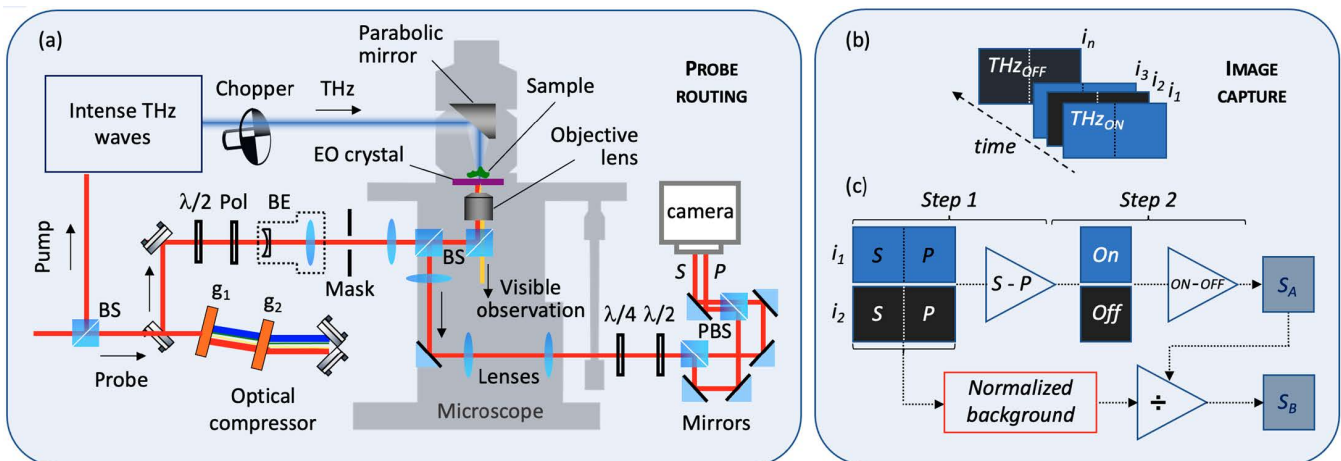 (a)
Parabolic
mirror
PROBE
ROUTING
Chopper
THz
Sample
Intense THz
waves
EO crystal
Objective
lens
λ/2 Pol BE
camera
Pump
BS
S P
Mask
Visible
observation
BS
g1
g2
λ/4 λ/2
PBS
Probe
Lenses
Optical
compressor
Microscope
Mirrors
(b)
in
IMAGE
CAPTURE
THzOFF
i3 i2 i1
THzON
time
(c)
Step 1
Step 2
i1
S P
On
S - P
ON – OFF
SA
i2
S P
Off
Normalized
background
÷
SB